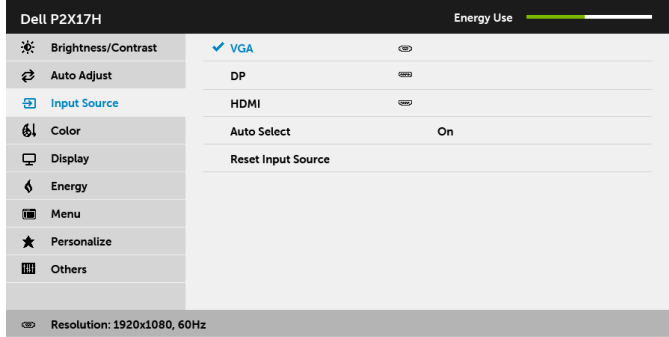 Dell P2X17H
Energy Use
Brightness/Contrast
VGA
Auto Adjust
DP
Input Source
HDMI
Color
Auto Select On
Display
Reset Input Source
Energy
Menu
Personalize
Others
Resolution: 1920x1080, 60Hz